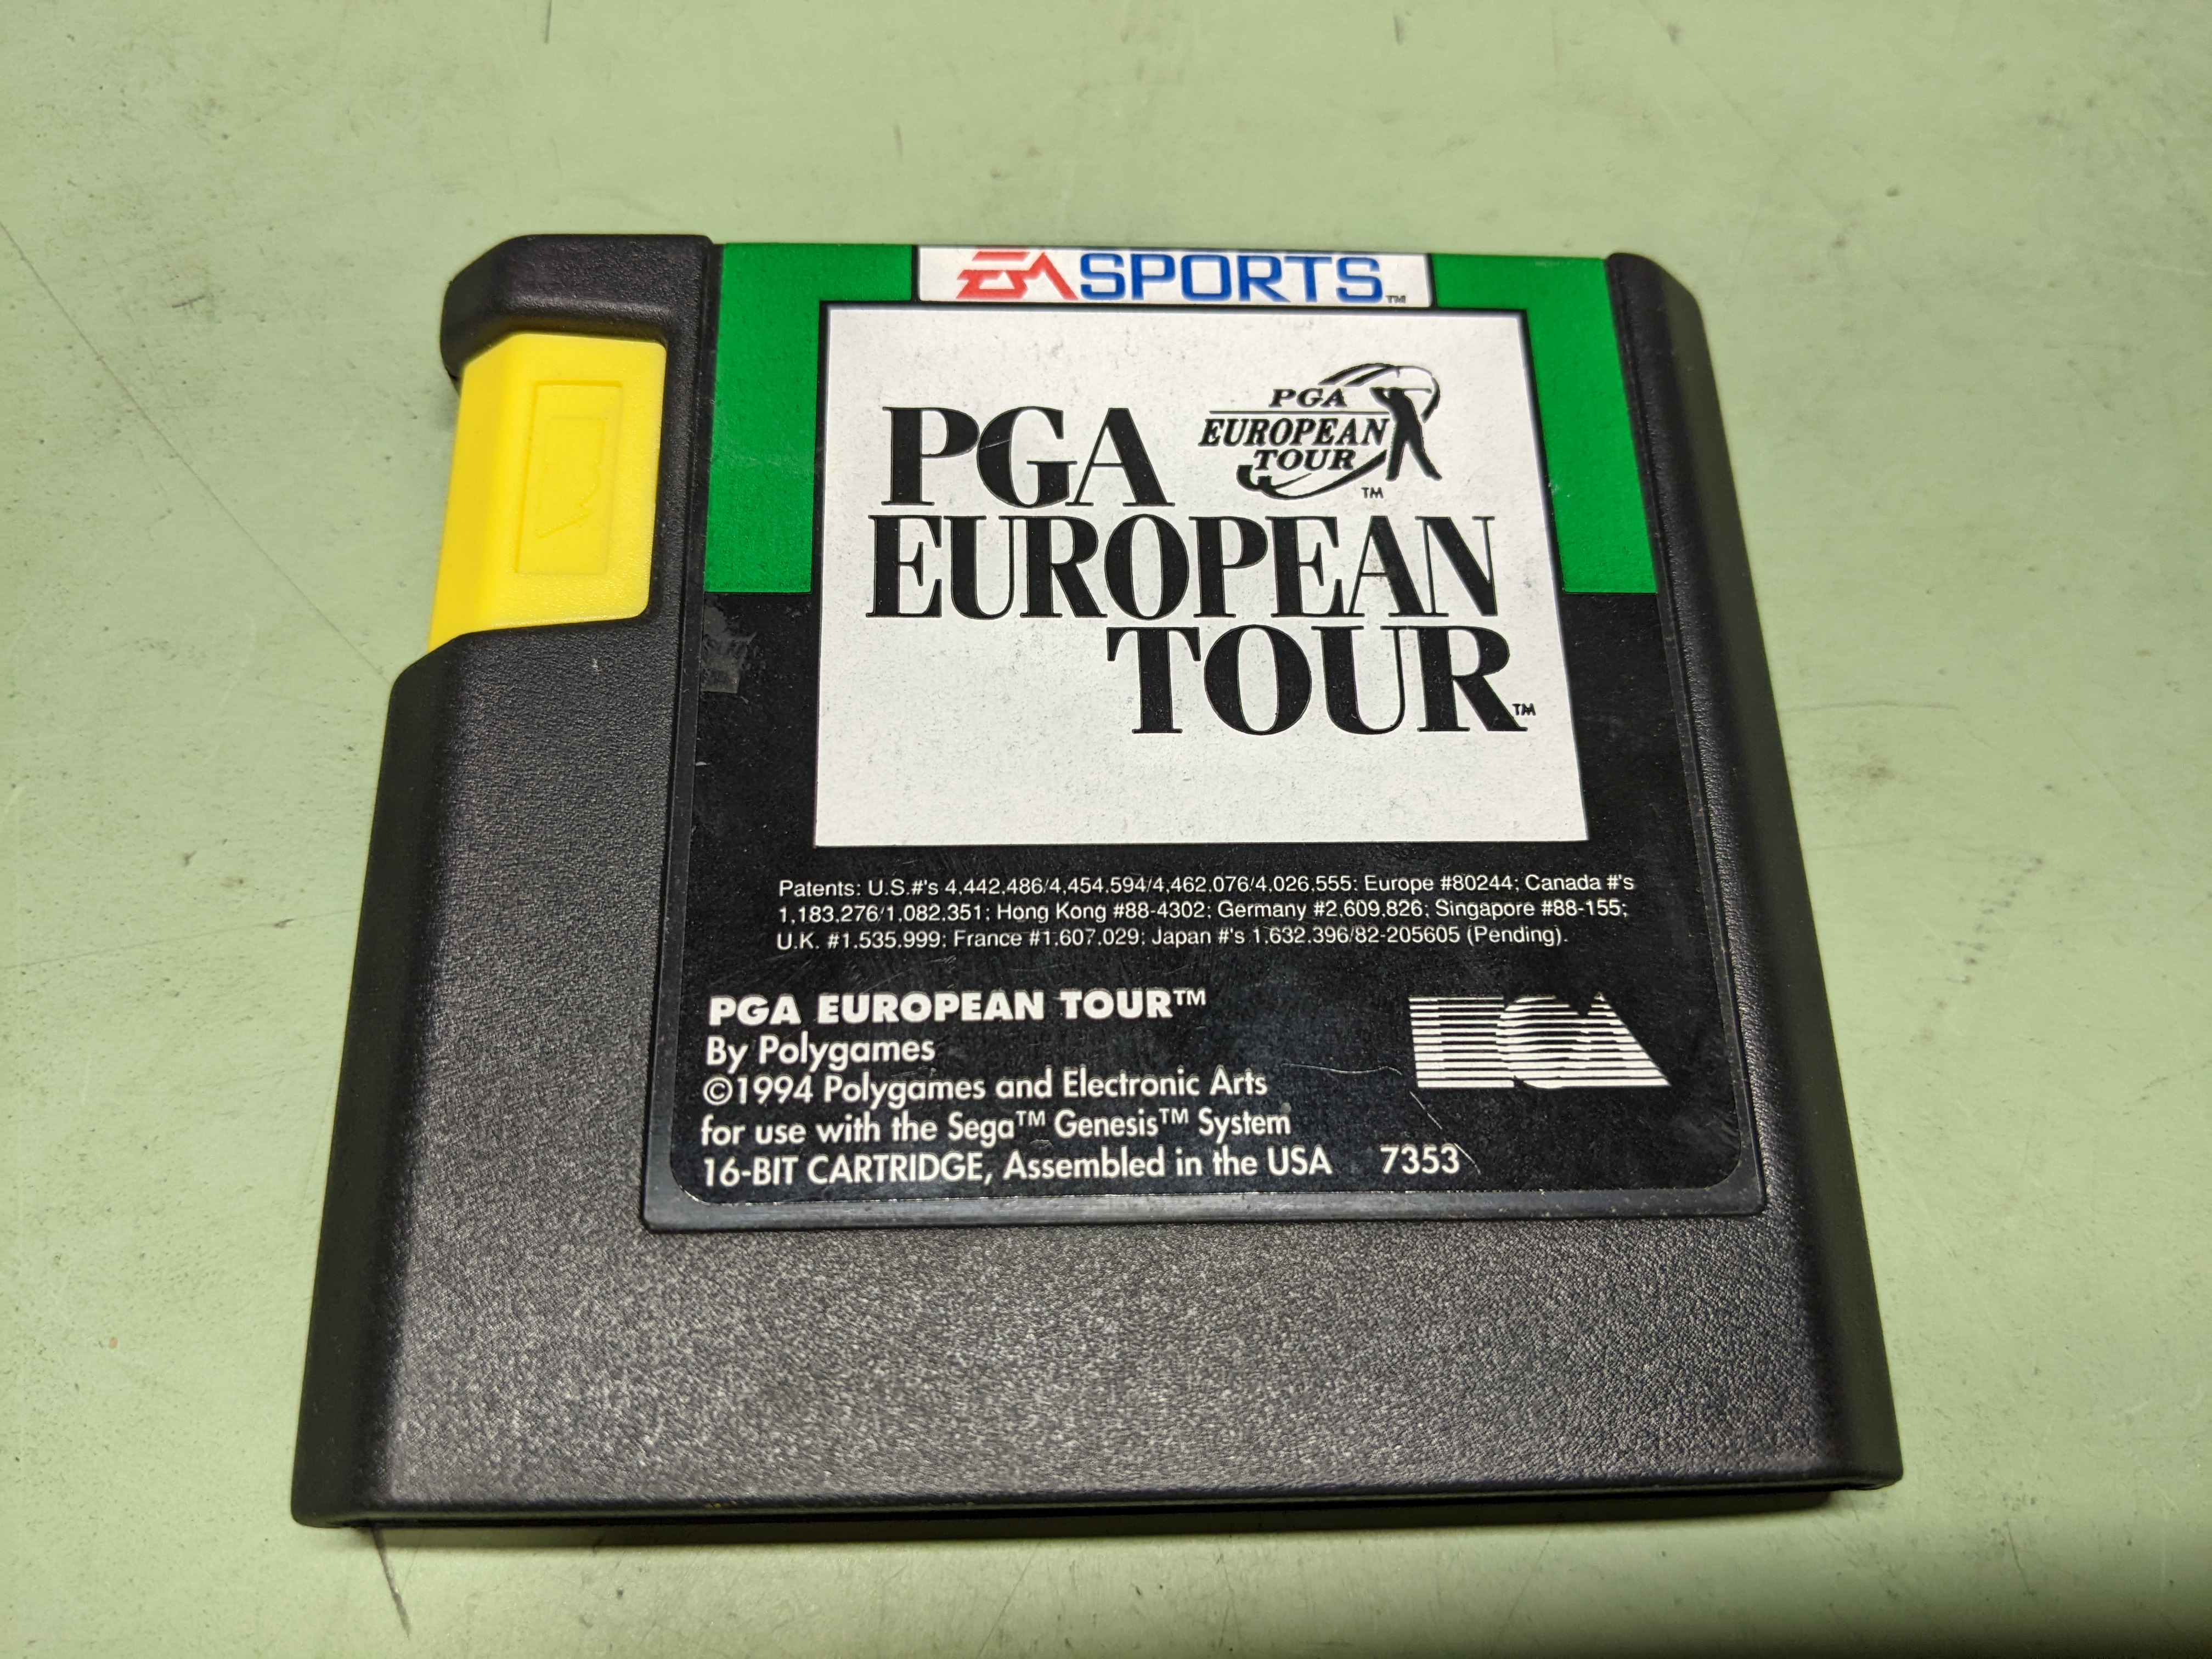 EA SPORTS™
PGA
EUROPEAN
TOUR™
PGA
EUROPEAN
TOUR
™
Patents: U.S.#'s 4,442,486/4,454,594/4,462,076/4,026,555; Europe #80244; Canada #'s
1,183,276/1,082,351; Hong Kong #88-4302; Germany #2,609,826; Singapore #88-155;
U.K. #1,535,999; France #1,607,029; Japan #'s 1,632,396/82-205605 (Pending).
PGA EUROPEAN TOUR™
By Polygames
©1994 Polygames and Electronic Arts
for use with the Sega™ Genesis™ System
16-BIT CARTRIDGE, Assembled in the USA 7353
EA